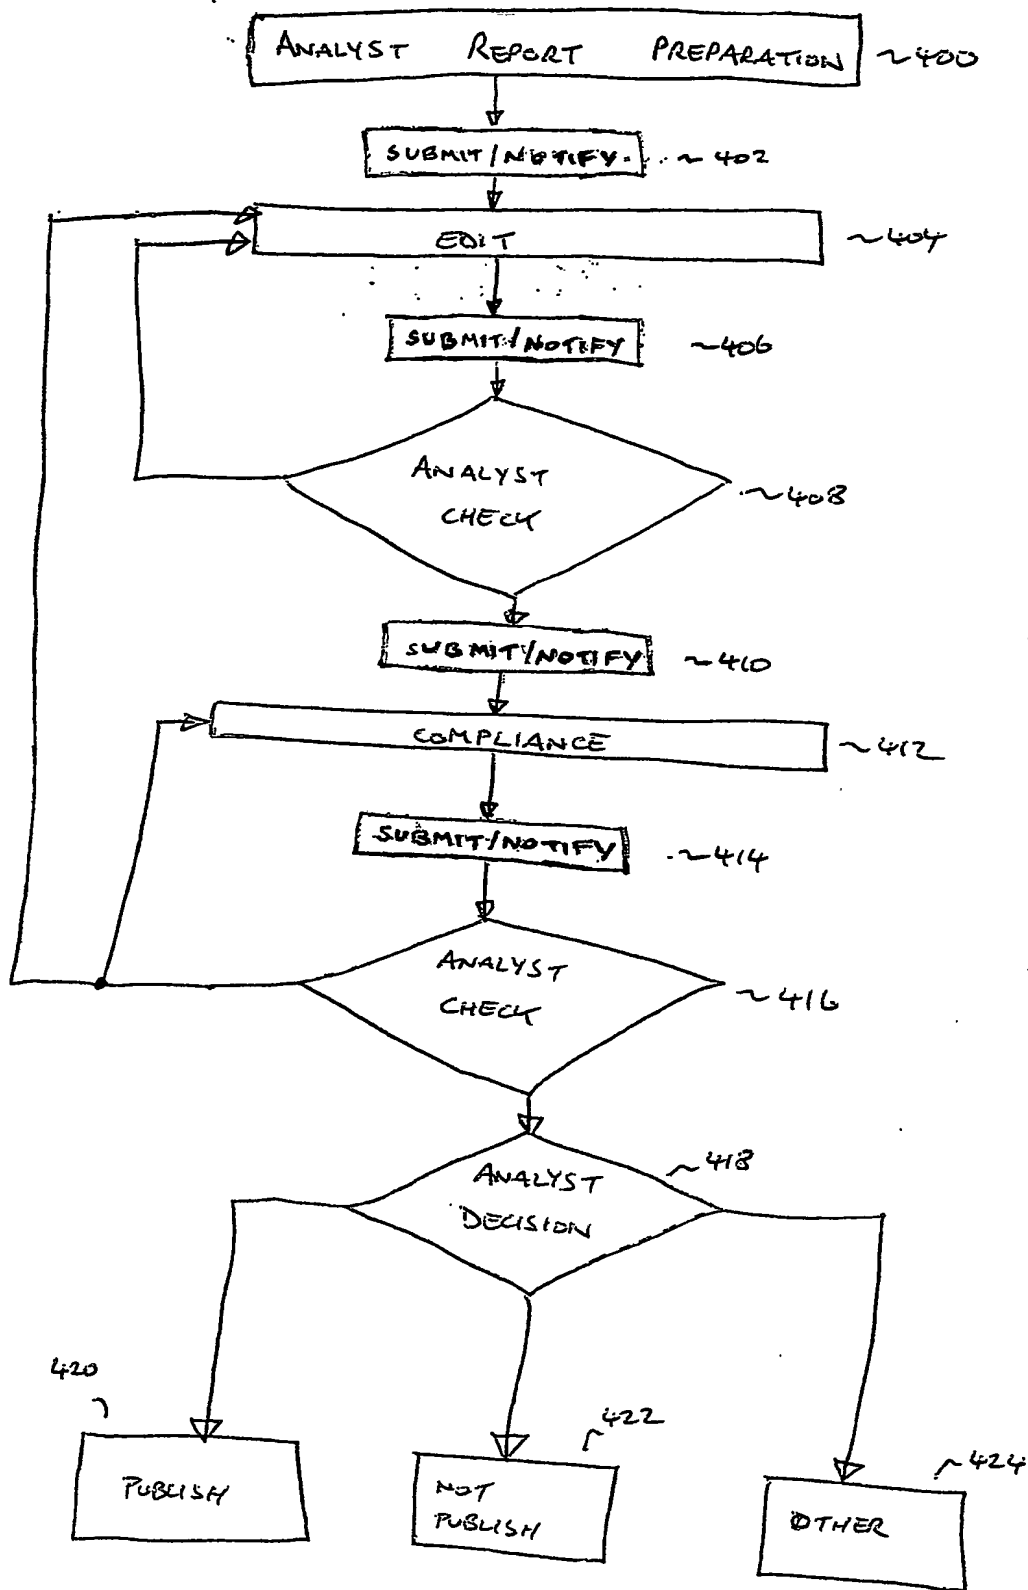 ANALYST REPORT PREPARATION ~400
SUBMIT/NOTIFY ~402
EDIT ~404
SUBMIT/NOTIFY ~406
ANALYST ~408
CHECK
SUBMIT/NOTIFY ~410
COMPLIANCE ~412
SUBMIT/NOTIFY ~414
ANALYST
CHECK ~416
ANALYST ~418
DECISION
420
422
424
PUBLISH
NOT
PUBLISH
OTHER